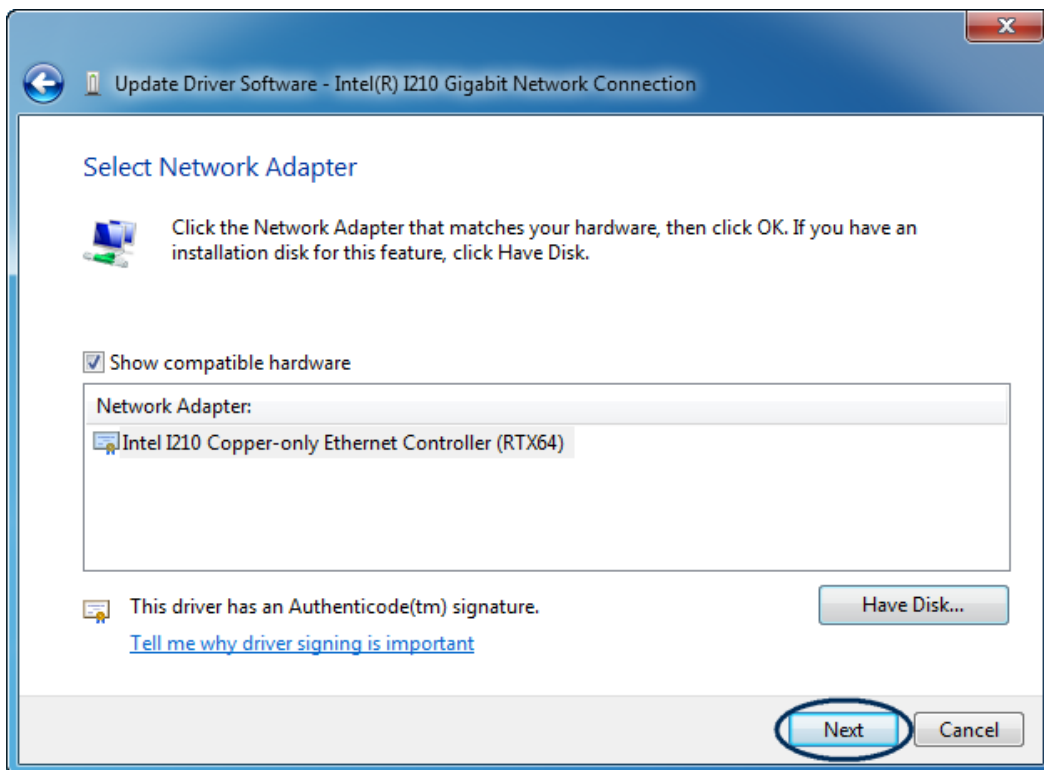 Update Driver Software - Intel(R) I210 Gigabit Network Connection
Select Network Adapter
Click the Network Adapter that matches your hardware, then click OK. If you have an
installation disk for this feature, click Have Disk.
Show compatible hardware
Network Adapter:
Intel I210 Copper-only Ethernet Controller (RTX64)
This driver has an Authenticode(tm) signature.
Have Disk...
Tell me why driver signing is important
Next
Cancel